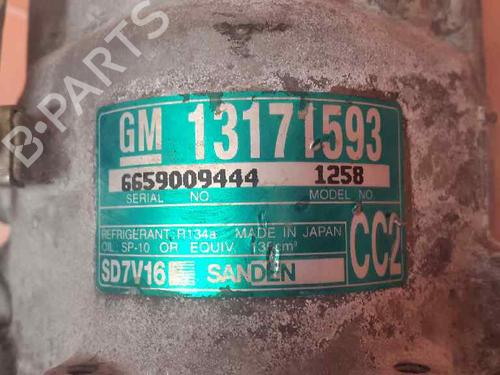 B-PARTS
GM 13171593
6659009444 1258
SERIAL NO MODEL NO.
REFRIGERANT:R134a MADE IN JAPAN
OIL SP-10 OR EQUIV. 135cm³
SD7V16 SANDEN CC2